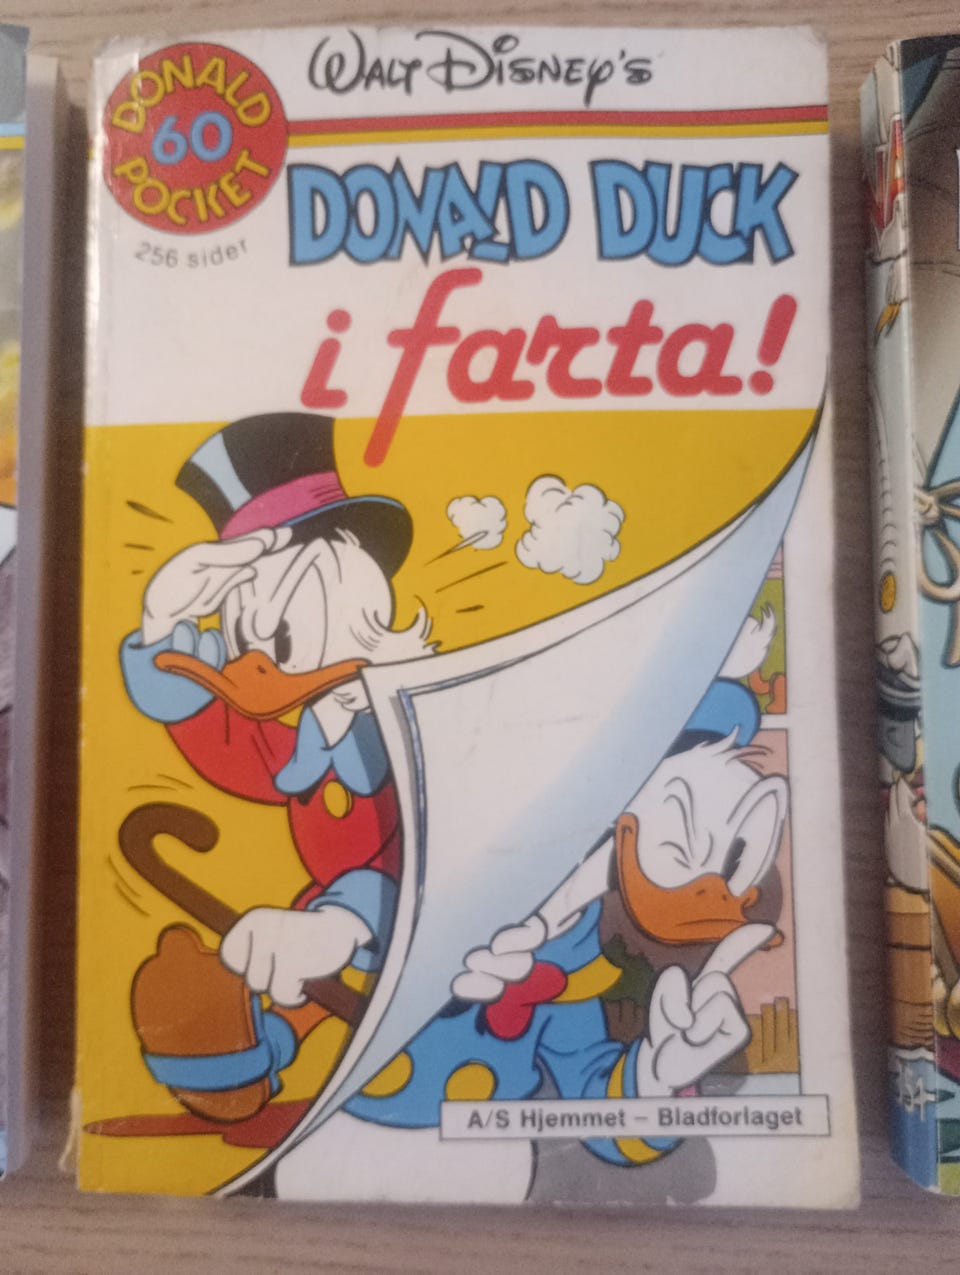 WALT DISNEY'S
DONALD
60
POCKET
256 sider
DONALD DUCK
i farta!
A/S Hjemmet – Bladforlaget